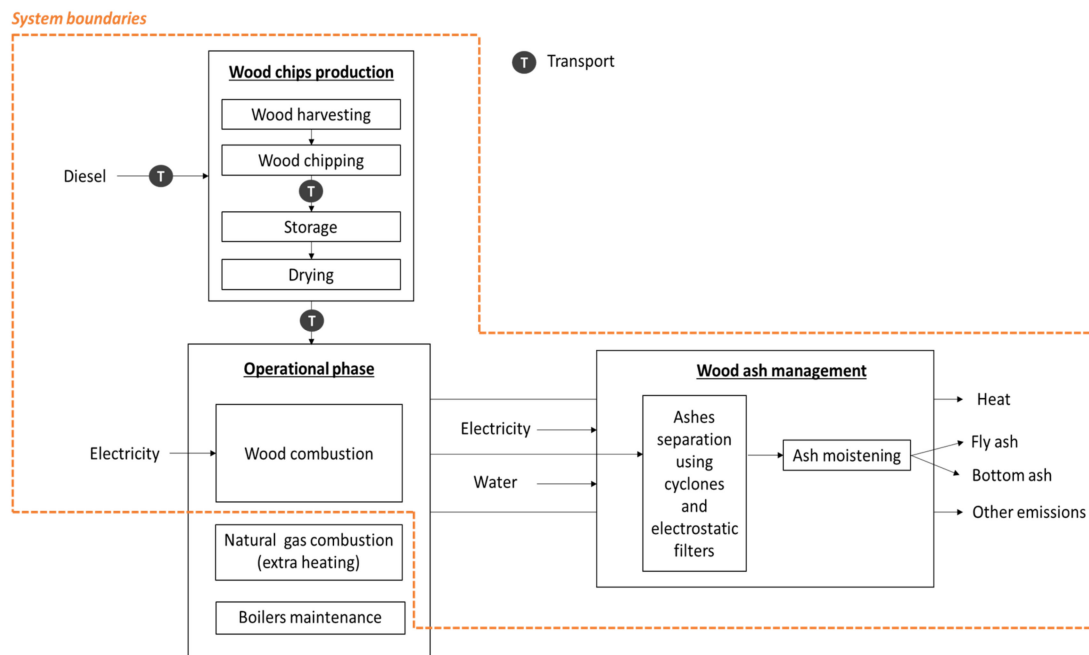 System boundaries
Wood chips production
T Transport
Wood harvesting
Wood chipping
Diesel
T
T
Storage
Drying
T
Operational phase
Wood ash management
Wood combustion
Electricity
Electricity
Water
Ashes
separation
using
cyclones
and
electrostatic
filters
Ash moistening
Heat
Fly ash
Bottom ash
Other emissions
Natural gas combustion
(extra heating)
Boilers maintenance